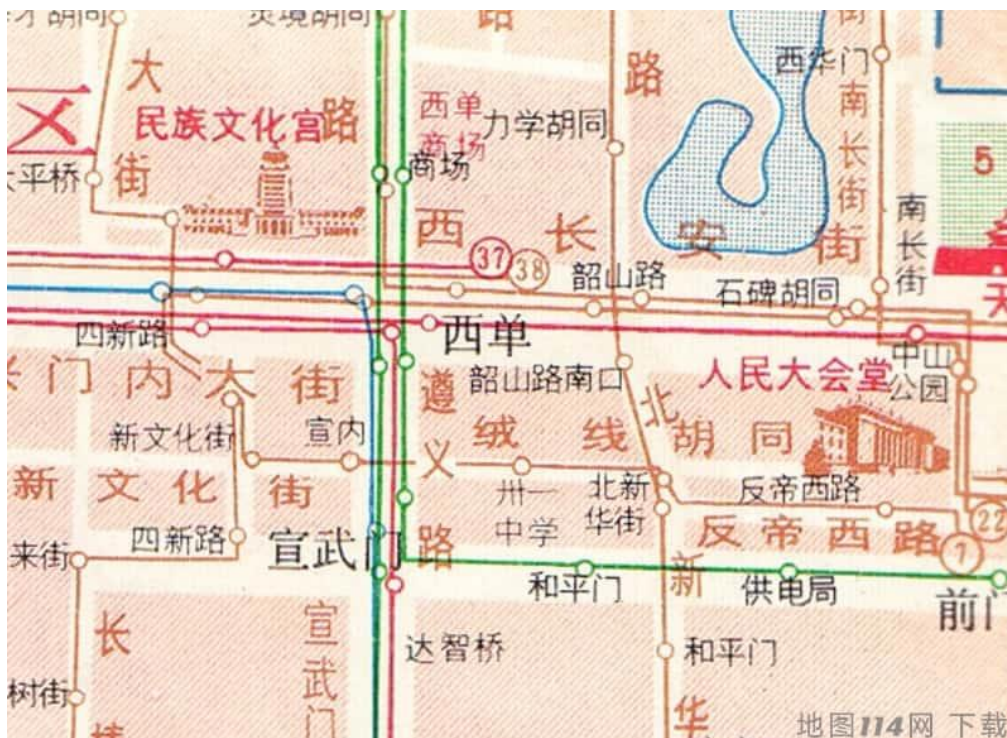 灵境胡同
路
街
西华门
大
民族文化宫
路
西单
商场
力学胡同
路
南长街
区
太平桥
街
商场
5
西长安街
南长街
37
38
韶山路
石碑胡同
四新路
西单
中山
公园
门内大街
遵义路
韶山路南口
人民大会堂
北新华
新文化街
宣内
绒线胡同
新文化街
卅一
中学
北新
华街
反帝西路
四新路
宣武门
反帝西路
22
7
来街
和平门
供电局
前门
长
宣武门
达智桥
和平门
树街
地图114网 下载